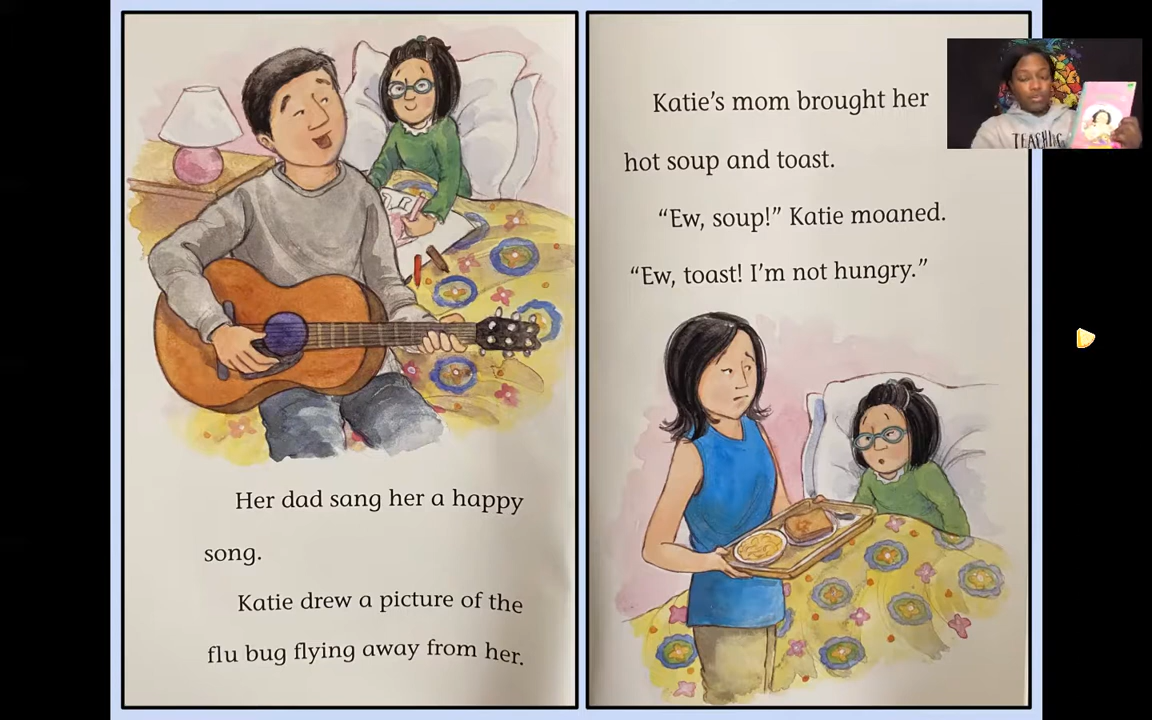 Her dad sang her a happy
song.
Katie drew a picture of the
flu bug flying away from her.
Katie's mom brought her
hot soup and toast.
“Ew, soup!” Katie moaned.
“Ew, toast! I'm not hungry.”
TEACHING